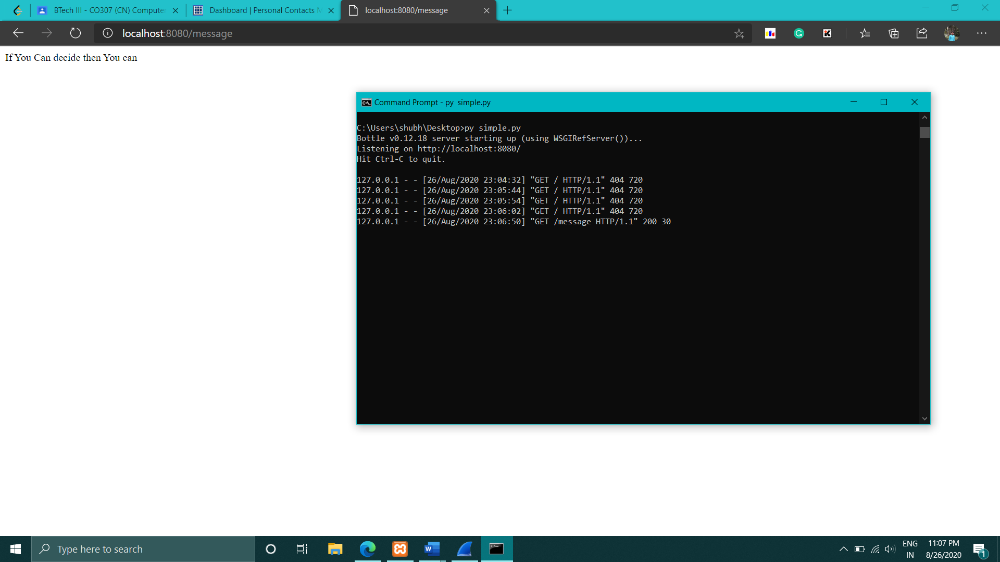 BTech III - CO307 (CN) Computer
Dashboard | Personal Contacts M
localhost:8080/message
localhost:8080/message
If You Can decide then You can
Command Prompt - py  simple.py
C:\Users\shubh\Desktop>py simple.py
Bottle v0.12.18 server starting up (using WSGIRefServer())...
Listening on http://localhost:8080/
Hit Ctrl-C to quit.
127.0.0.1 - - [26/Aug/2020 23:04:32] "GET / HTTP/1.1" 404 720
127.0.0.1 - - [26/Aug/2020 23:05:44] "GET / HTTP/1.1" 404 720
127.0.0.1 - - [26/Aug/2020 23:05:54] "GET / HTTP/1.1" 404 720
127.0.0.1 - - [26/Aug/2020 23:06:02] "GET / HTTP/1.1" 404 720
127.0.0.1 - - [26/Aug/2020 23:06:50] "GET /message HTTP/1.1" 200 30
Type here to search
ENG
IN
11:07 PM
8/26/2020
1